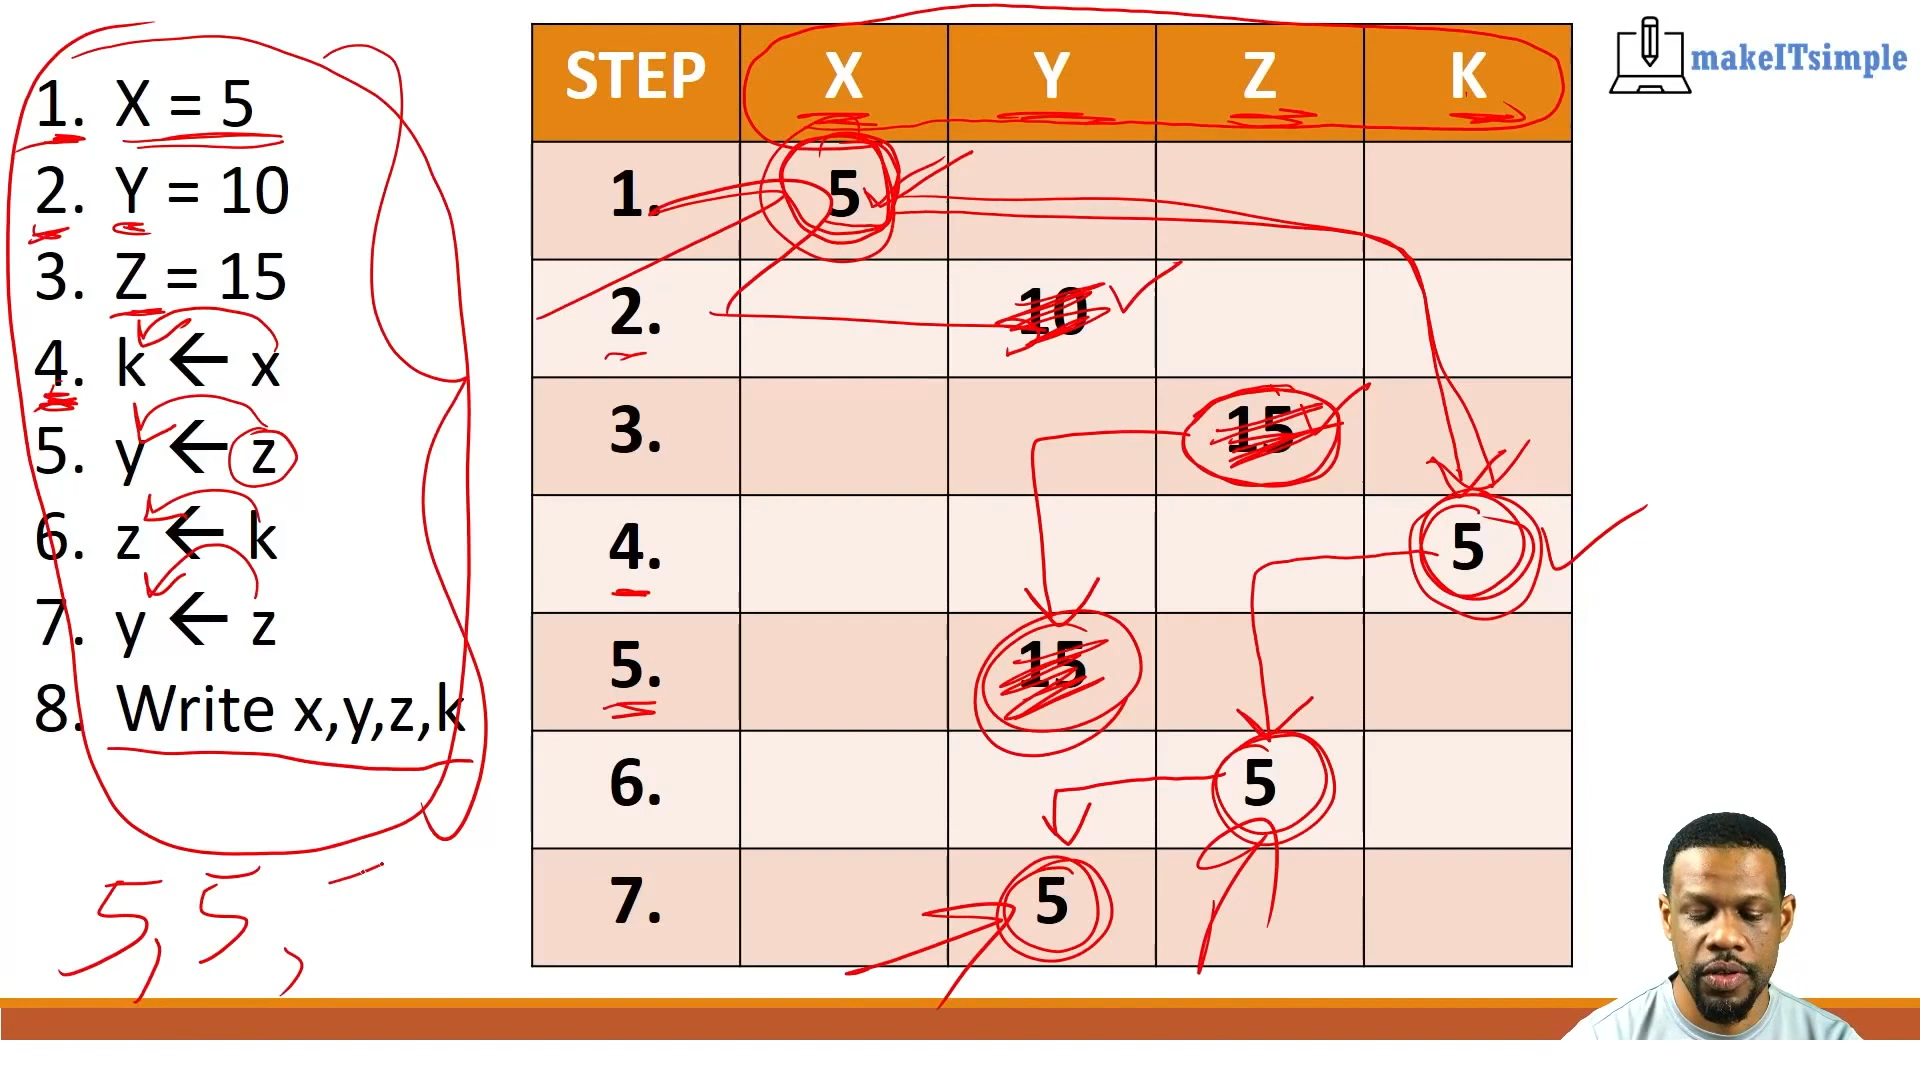 1. X = 5
2. Y = 10
3. Z = 15
4. k ← x
5. y ← z
6. z ← k
7. y ← z
8. Write x,y,z,k
5, 5,
STEP X Y Z K
1. 5
2. 10
3. 15
4. 5
5. 15
6. 5
7. 5
makeITsimple